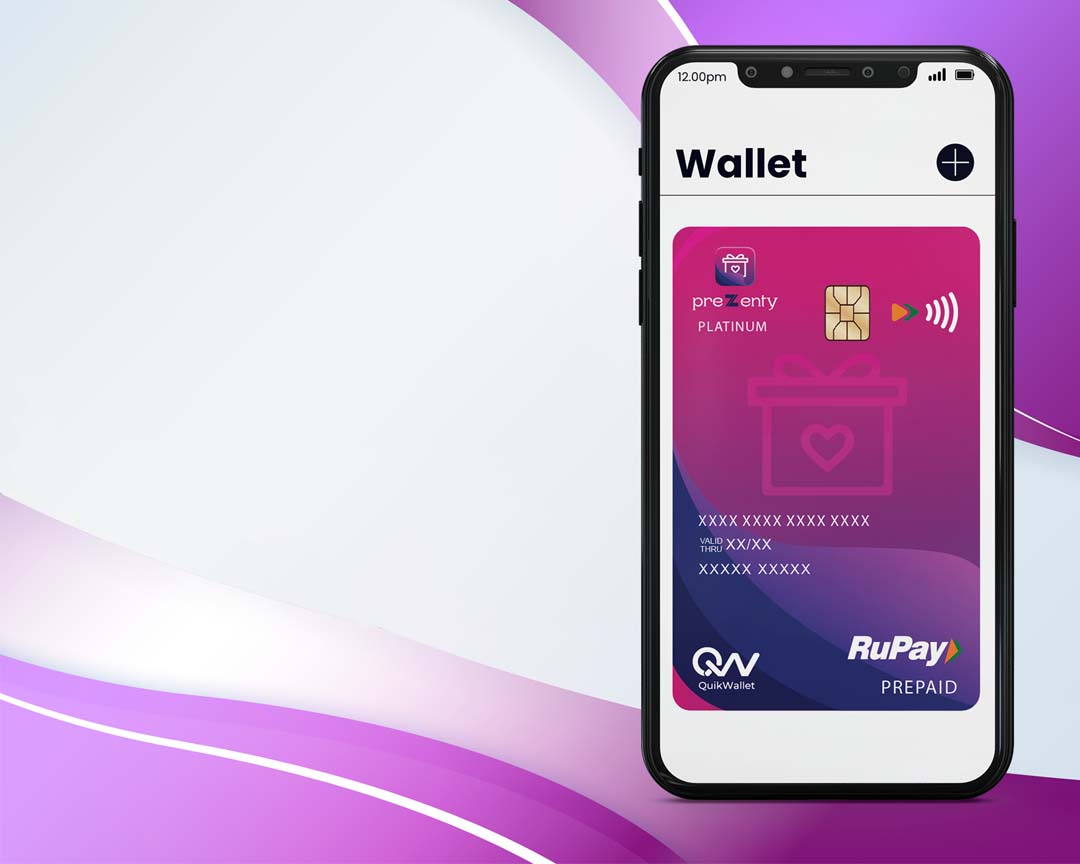 12.00pm
Wallet
preZenty
PLATINUM
XXXX XXXX XXXX XXXX
VALID
THRU XX/XX
XXXXX XXXXX
RuPay
PREPAID
QW
QuikWallet